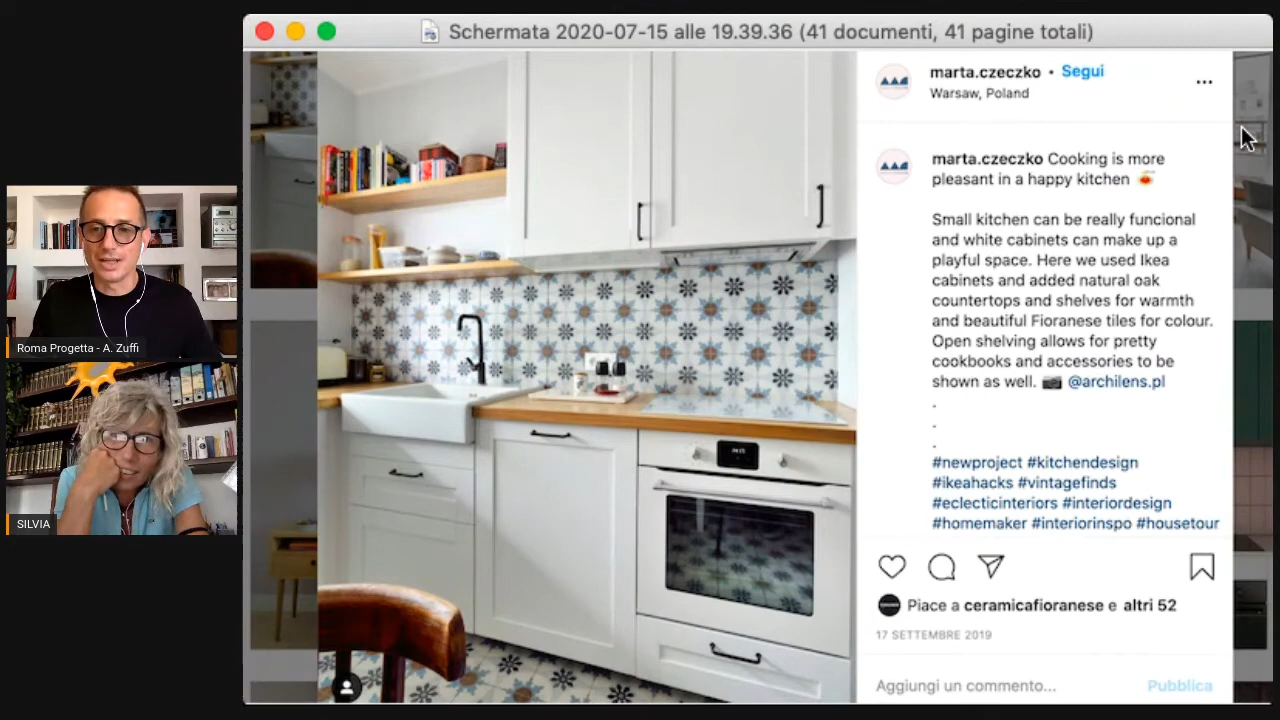 Schermata 2020-07-15 alle 19.39.36 (41 documenti, 41 pagine totali)
marta.czeczko • Segui
Warsaw, Poland
marta.czeczko Cooking is more
pleasant in a happy kitchen 🍝
Small kitchen can be really funcional
and white cabinets can make up a
playful space. Here we used Ikea
cabinets and added natural oak
countertops and shelves for warmth
and beautiful Fioranese tiles for colour.
Open shelving allows for pretty
cookbooks and accessories to be
shown as well. 📷 @archilens.pl
.
.
.
#newproject #kitchendesign
#ikeahacks #vintagefinds
#eclecticinteriors #interiordesign
#homemaker #interiorinspo #housetour
Piace a ceramicafioranese e altri 52
17 SETTEMBRE 2019
Aggiungi un commento... Pubblica
Roma Progetta - A. Zuffi
SILVIA